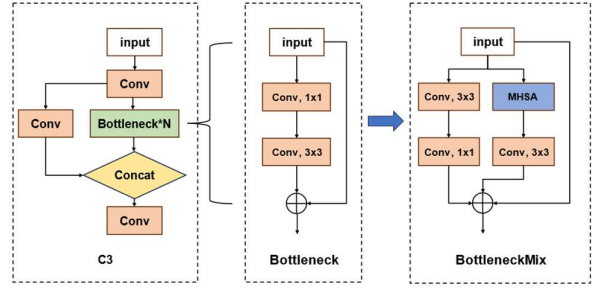 input
Conv
Conv
Bottleneck*N
Concat
Conv
C3
input
Conv, 1x1
Conv, 3x3
Bottleneck
input
Conv, 3x3
MHSA
Conv, 1x1
Conv, 3x3
BottleneckMix